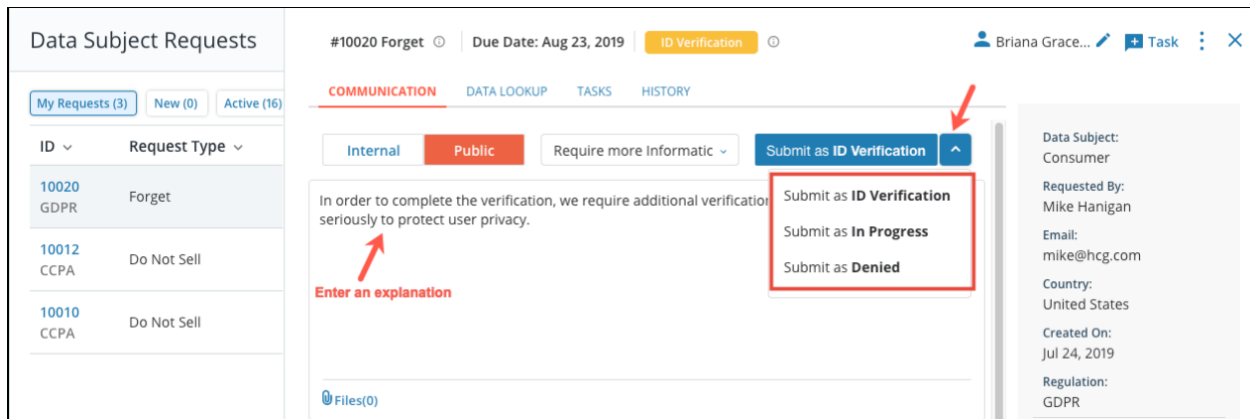 Data Subject Requests
My Requests (3) New (0) Active (16)
ID Request Type
10020
GDPR
Forget
10012
CCPA
Do Not Sell
10010
CCPA
Do Not Sell
#10020 Forget Due Date: Aug 23, 2019 ID Verification Briana Grace... Task
COMMUNICATION DATA LOOKUP TASKS HISTORY
Internal Public Require more Informatic Submit as ID Verification
In order to complete the verification, we require additional verification
seriously to protect user privacy.
Enter an explanation
Submit as ID Verification
Submit as In Progress
Submit as Denied
Files(0)
Data Subject:
Consumer
Requested By:
Mike Hanigan
Email:
mike@hcg.com
Country:
United States
Created On:
Jul 24, 2019
Regulation:
GDPR